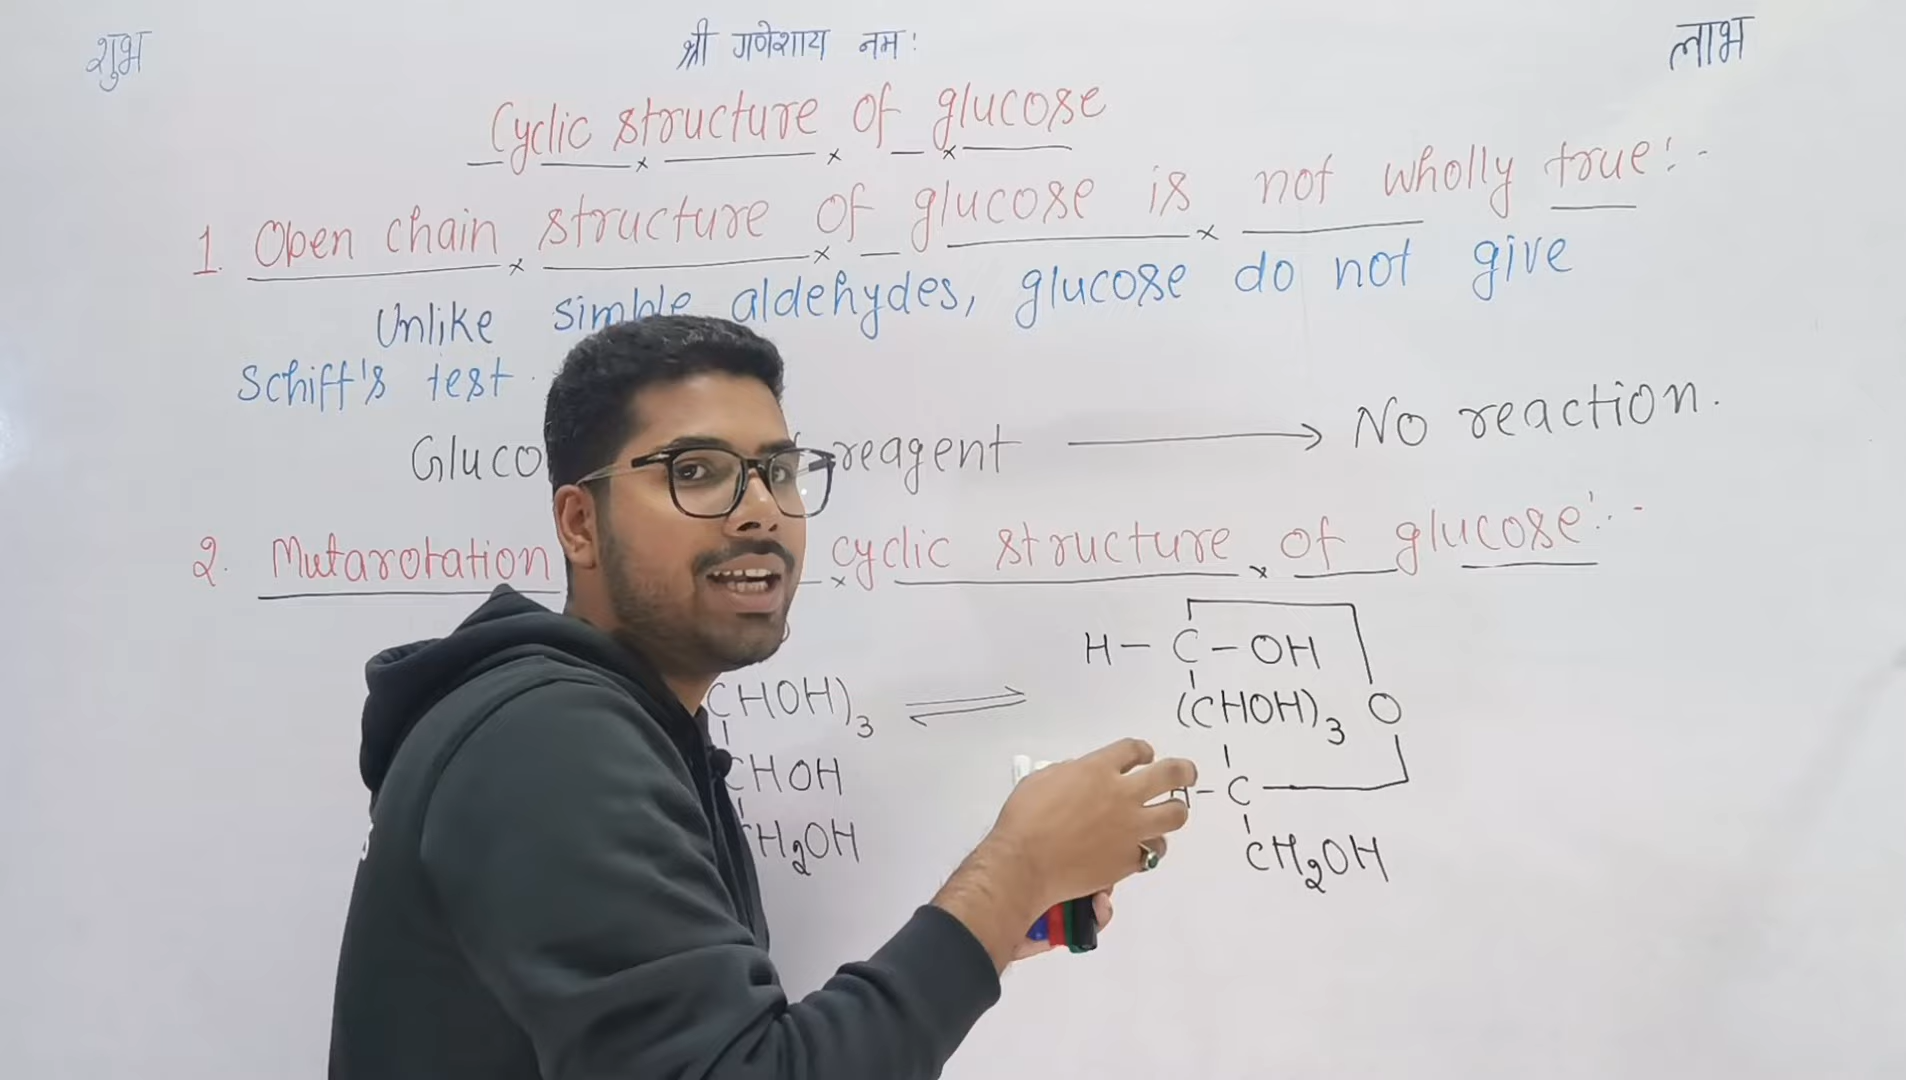 शुभ श्री गणेशाय नमः लाभ
Cyclic structure of glucose
1. Open chain structure of glucose is not wholly true:-
Unlike simple aldehydes, glucose do not give
Schiff's test
Gluco reagent → No reaction.
2. Mutarotation cyclic structure of glucose:-
H-C-OH
CHOH)3 ⇌ (CHOH)3 O
CHOH H-C
CH2OH CH2OH